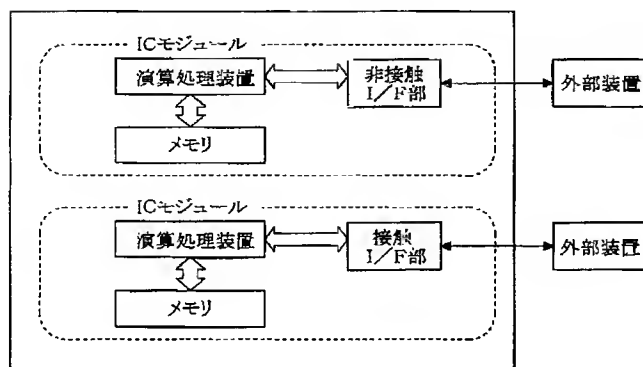 ICモジュール
演算処理装置
非接触
I/F部
外部装置
メモリ
ICモジュール
演算処理装置
接触
I/F部
外部装置
メモリ